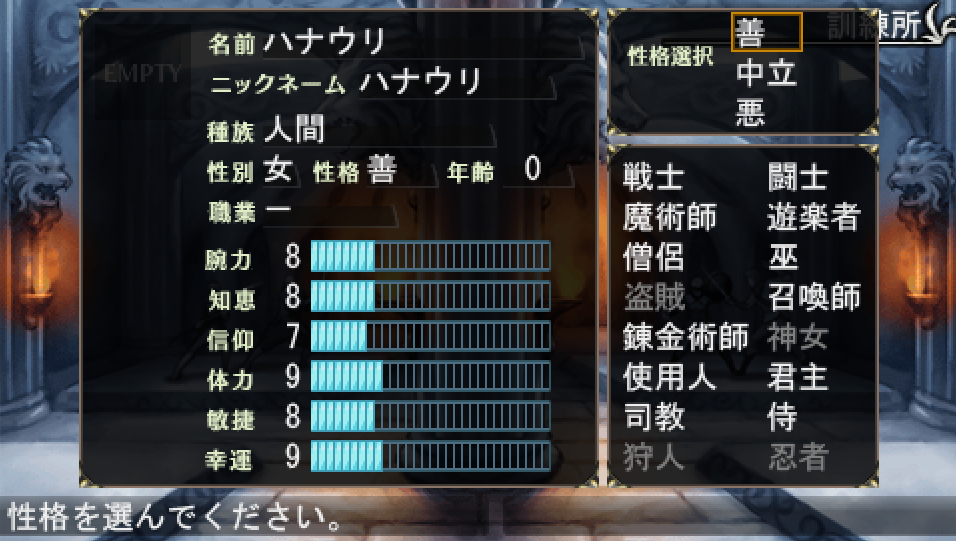 訓練所
EMPTY
名前 ハナウリ
ニックネーム ハナウリ
種族 人間
性別 女 性格 善 年齢 0
職業 ー
腕力 8
知恵 8
信仰 7
体力 9
敏捷 8
幸運 9
性格選択
善
中立
悪
戦士 闘士
魔術師 遊楽者
僧侶 巫
盗賊 召喚師
錬金術師 神女
使用人 君主
司教 侍
狩人 忍者
性格を選んでください。